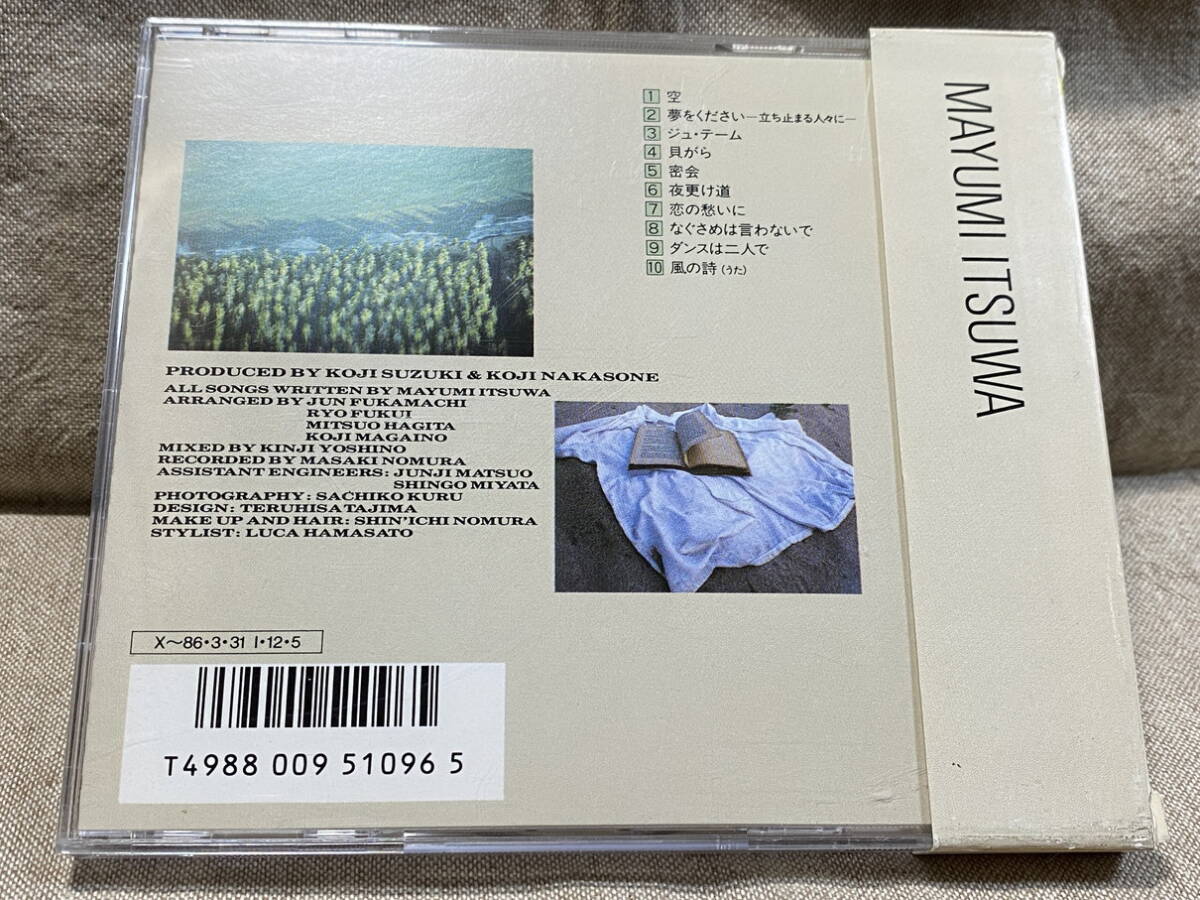 1 空
2 夢をください―立ち止まる人々に―
3 ジュ・テーム
4 貝がら
5 密会
6 夜更け道
7 恋の愁いに
8 なぐさめは言わないで
9 ダンスは二人で
10 風の詩(うた)
PRODUCED BY KOJI SUZUKI & KOJI NAKASONE
ALL SONGS WRITTEN BY MAYUMI ITSUWA
ARRANGED BY JUN FUKAMACHI
RYO FUKUI
MITSUO HAGITA
KOJI MAGAINO
MIXED BY KINJI YOSHINO
RECORDED BY MASAKI NOMURA
ASSISTANT ENGINEERS: JUNJI MATSUO
SHINGO MIYATA
PHOTOGRAPHY: SACHIKO KURU
DESIGN: TERUHISA TAJIMA
MAKE UP AND HAIR: SHIN'ICHI NOMURA
STYLIST: LUCA HAMASATO
X〜86・3・31 I・12・5
T4988 009 51096 5
MAYUMI ITSUWA